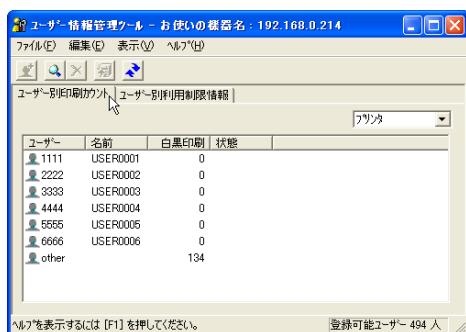 ユーザー情報管理ツール - お使いの機器名：192.168.0.214
ファイル(F) 編集(E) 表示(V) ヘルプ(H)
ユーザー別印刷カウント ユーザー別利用制限情報
プリンタ
ユーザー 名前 白黒印刷 状態
1111 USER0001 0
2222 USER0002 0
3333 USER0003 0
4444 USER0004 0
5555 USER0005 0
6666 USER0006 0
other 134
ヘルプを表示するには [F1] を押してください。 登録可能ユーザー 494 人